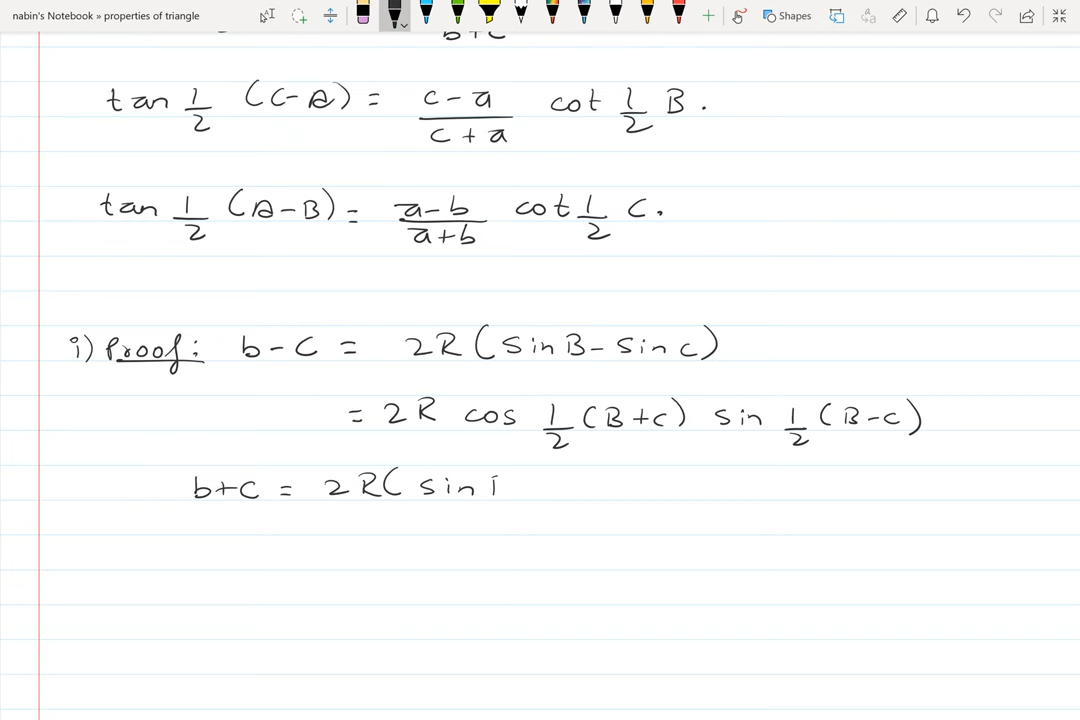 nabin's Notebook » properties of triangle Shapes
b+c
tan 1/2 (C-A) = c-a/c+a cot 1/2 B.
tan 1/2 (A-B) = a-b/a+b cot 1/2 C.
i) Proof: b-c = 2R (sin B - sin C)
= 2R cos 1/2 (B+C) sin 1/2 (B-C)
b+c = 2R( sin